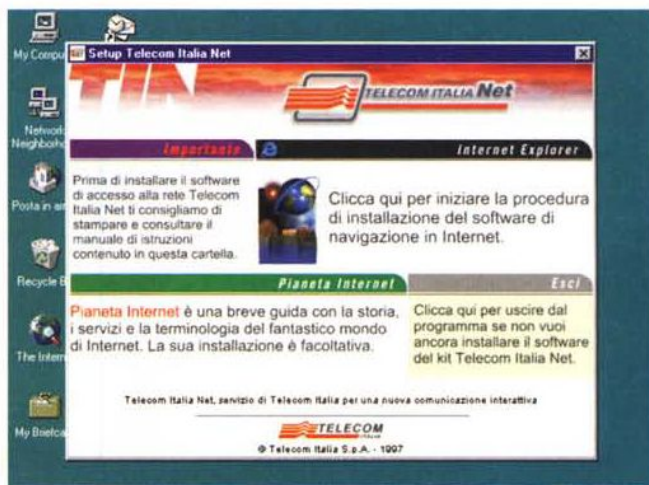 My Compu
Setup Telecom Italia Net
TIN
TELECOM ITALIA Net
Network
Neighborho
Importante
Internet Explorer
Prima di installare il software
di accesso alla rete Telecom
Italia Net ti consigliamo di
stampare e consultare il
manuale di istruzioni
contenuto in questa cartella.
Clicca qui per iniziare la procedura
di installazione del software di
navigazione in Internet.
Posta in arri
Recycle B
Pianeta Internet
Esci
Pianeta Internet è una breve guida con la storia,
i servizi e la terminologia del fantastico mondo
di Internet. La sua installazione è facoltativa.
Clicca qui per uscire dal
programma se non vuoi
ancora installare il software
del kit Telecom Italia Net.
The Intern
My Briefca
Telecom Italia Net, servizio di Telecom Italia per una nuova comunicazione interattiva
TELECOM
ITALIA
© Telecom Italia S.p.A. - 1997